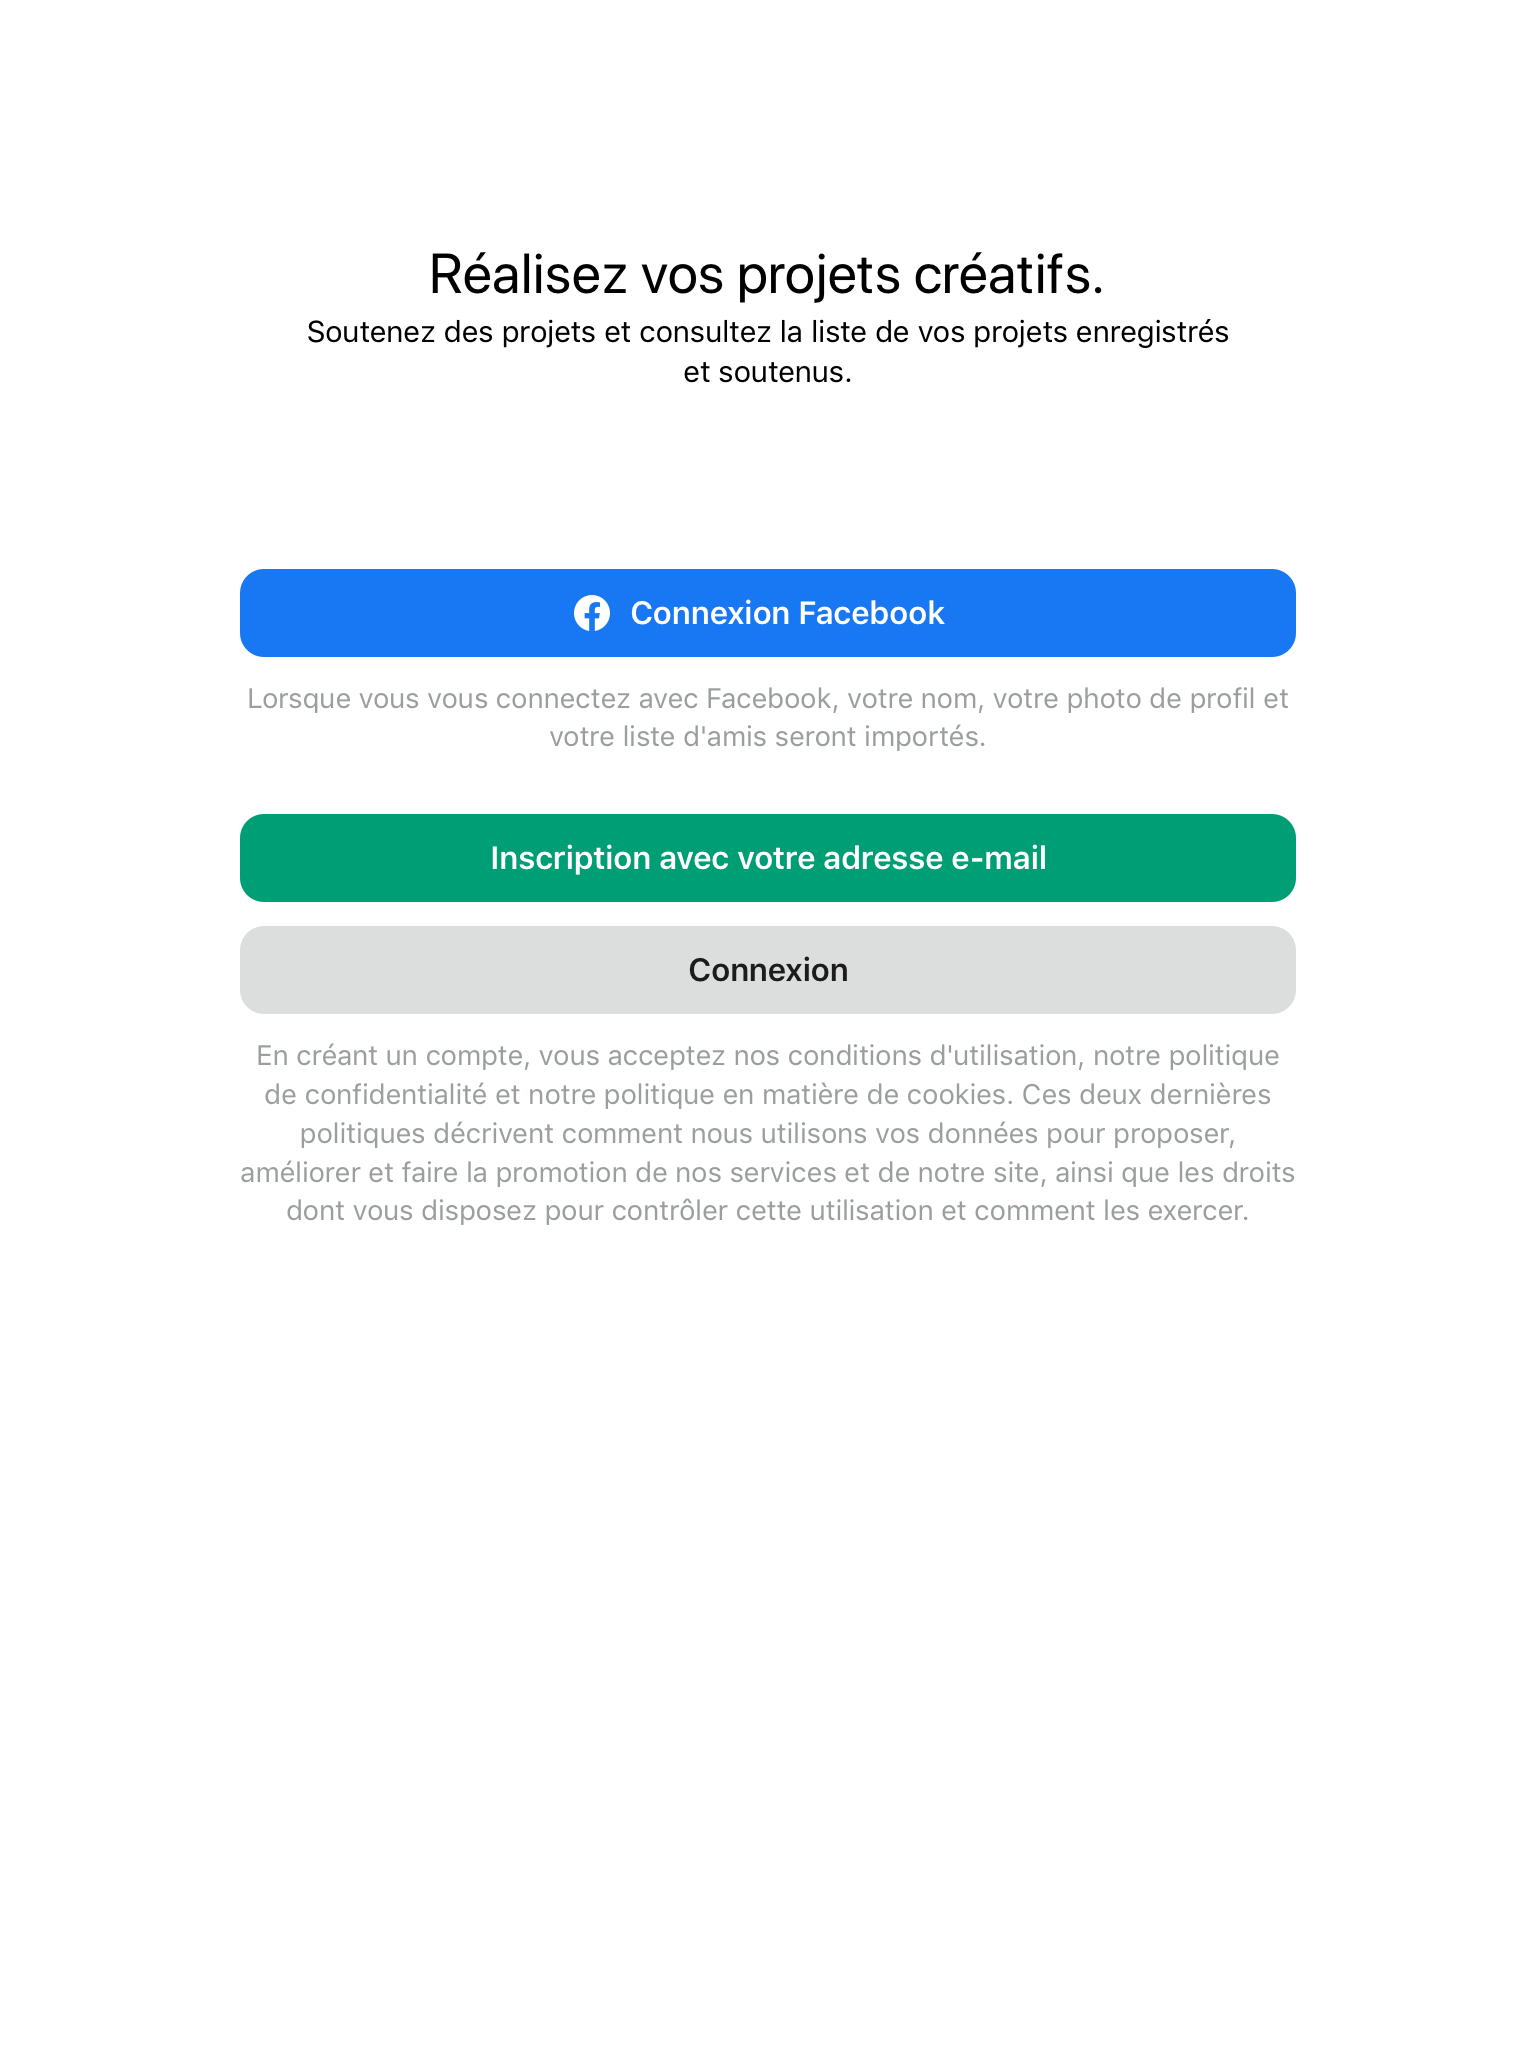 Réalisez vos projets créatifs.
Soutenez des projets et consultez la liste de vos projets enregistrés
et soutenus.
Connexion Facebook
Lorsque vous vous connectez avec Facebook, votre nom, votre photo de profil et
votre liste d'amis seront importés.
Inscription avec votre adresse e-mail
Connexion
En créant un compte, vous acceptez nos conditions d'utilisation, notre politique
de confidentialité et notre politique en matière de cookies. Ces deux dernières
politiques décrivent comment nous utilisons vos données pour proposer,
améliorer et faire la promotion de nos services et de notre site, ainsi que les droits
dont vous disposez pour contrôler cette utilisation et comment les exercer.